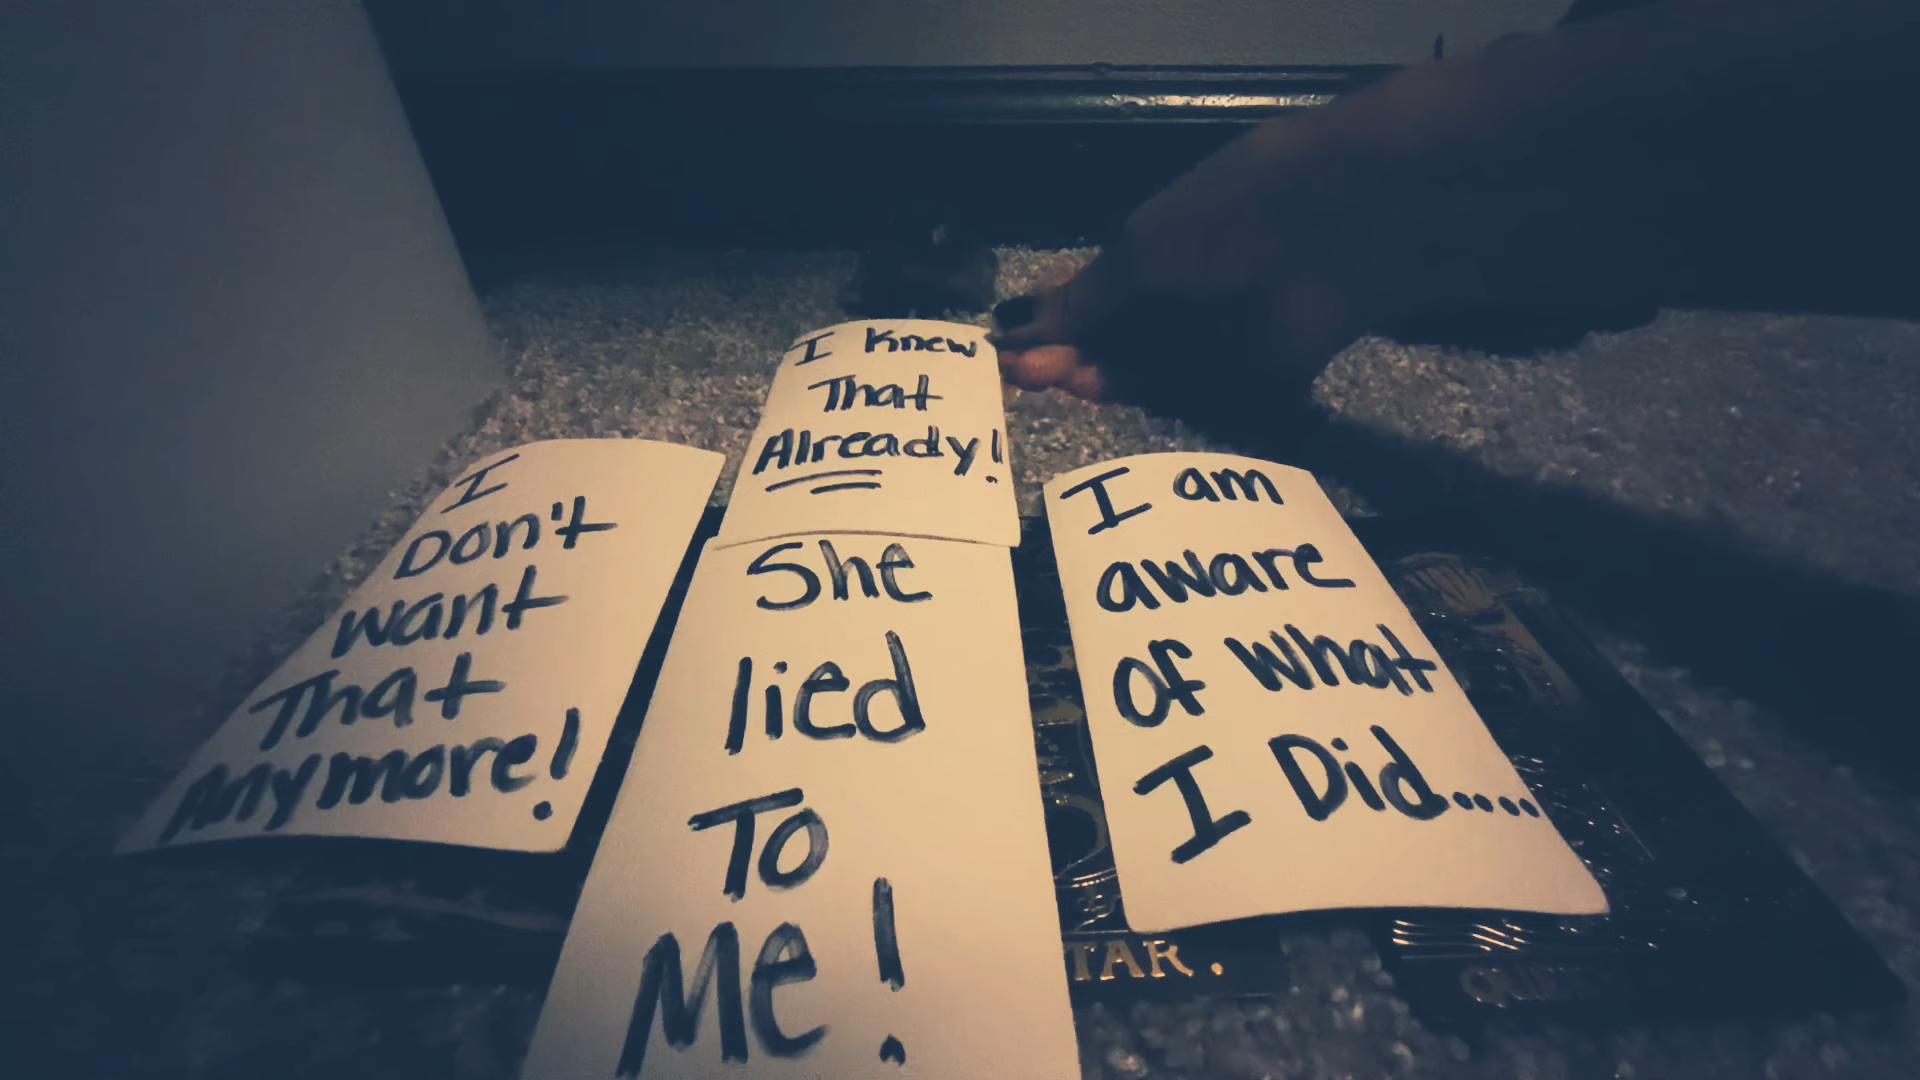 I Knew
That
Already!
I
Don't
want
That
Anymore!
She
lied
To
Me!
I am
aware
of what
I Did....
TAR.